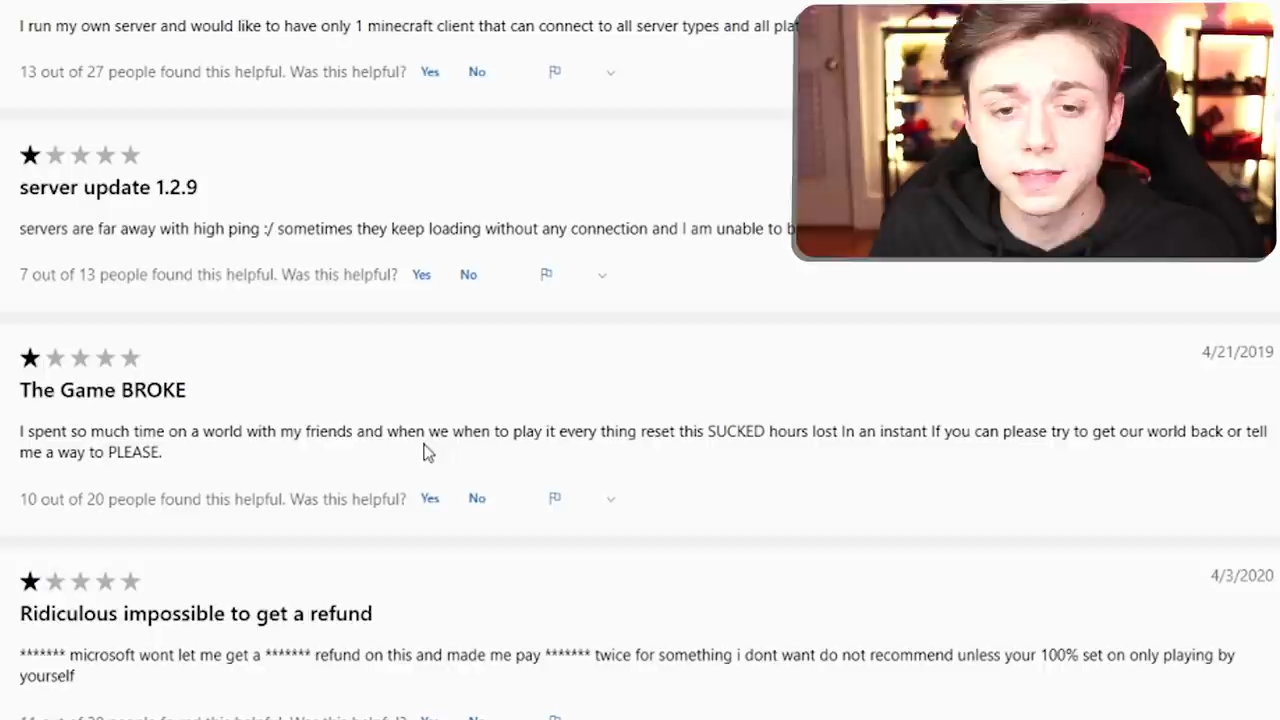 I run my own server and would like to have only 1 minecraft client that can connect to all server types and all
13 out of 27 people found this helpful. Was this helpful? Yes No
server update 1.2.9
servers are far away with high ping :/ sometimes they keep loading without any connection and I am unable to
7 out of 13 people found this helpful. Was this helpful? Yes No
4/21/2019
The Game BROKE
I spent so much time on a world with my friends and when we when to play it every thing reset this SUCKED hours lost In an instant If you can please try to get our world back or tell
me a way to PLEASE.
10 out of 20 people found this helpful. Was this helpful? Yes No
4/3/2020
Ridiculous impossible to get a refund
******* microsoft wont let me get a ******* refund on this and made me pay ******* twice for something i dont want do not recommend unless your 100% set on only playing by
yourself